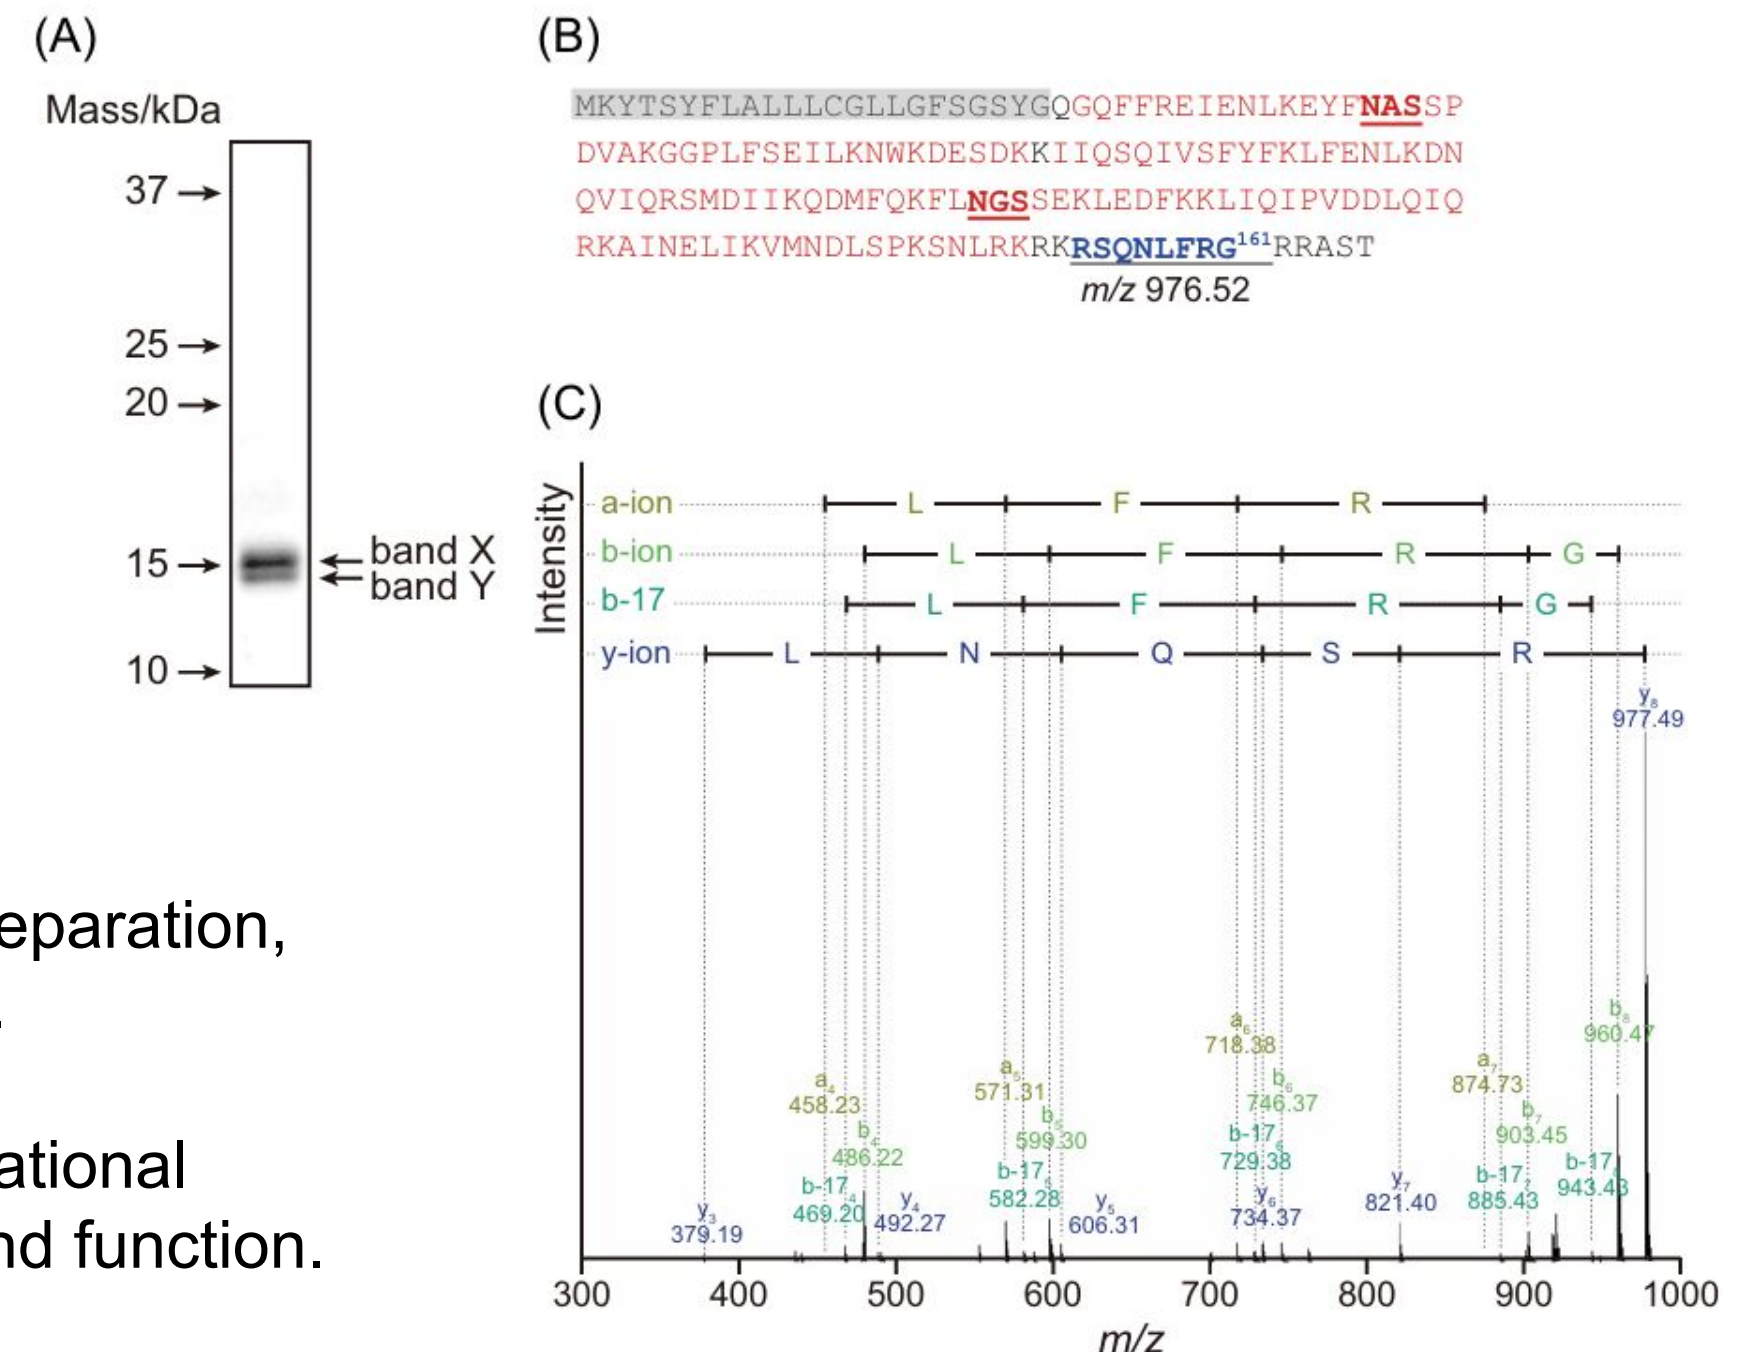 (A)
Mass/kDa
37
25
20
15
10
band X
band Y
(B)
MKYTSYFLALLLCGLLGFSGSYGQGQFFREIENLKEYFNASSP
DVAKGGPLFSEILKNWKDESDKKIIQSQIVSFYFKLFENLKDN
QVIQRSMDIIKQDMFQKFLNGSSEKLEDFKKLIQIPVDDLQIQ
RKAINELIKVMNDLSPKSNLRKRKRSQNLFRG161RRAST
m/z 976.52
(C)
Intensity
a-ion L F R
b-ion L F R G
b-17 L F R G
y-ion L N Q S R
y8
977.49
b8
960.47
a6
718.38
a4
458.23
a5
571.31
a7
874.73
b6
746.37
b4
486.22
b5
599.30
b7
903.45
b-174
469.20
b-17
582.28
b-176
729.38
b-17
885.43
b-17
943.43
y3
379.19
y4
492.27
y5
606.31
y6
734.37
y7
821.40
300 400 500 600 700 800 900 1000
m/z
eparation,
ational
nd function.